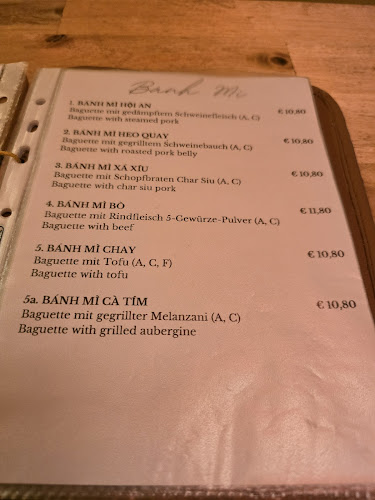 Bánh Mì
1. BÁNH MÌ HỘI AN
Baguette mit gedämpftem Schweinefleisch (A, C) € 10,80
Baguette with steamed pork
2. BÁNH MÌ HEO QUAY
Baguette mit gegrilhem Schweinebauch (A, C) € 10,80
Baguette with roasted pork belly
3. BÁNH MÌ XÁ XÍU
Baguette mit Schopfbraten Char Siu (A, C) € 10,80
Baguette with char siu pork
4. BÁNH MÌ BÒ
Baguette mit Rindfleisch 5-Gewürze-Pulver (A, C) € 11,80
Baguette with beef
5. BÁNH MÌ CHAY € 10,80
Baguette mit Tofu (A, C, F)
Baguette with tofu
5a. BÁNH MÌ CÀ TÍM € 10,80
Baguette mit gegrillter Melanzani (A, C)
Baguette with grilled aubergine